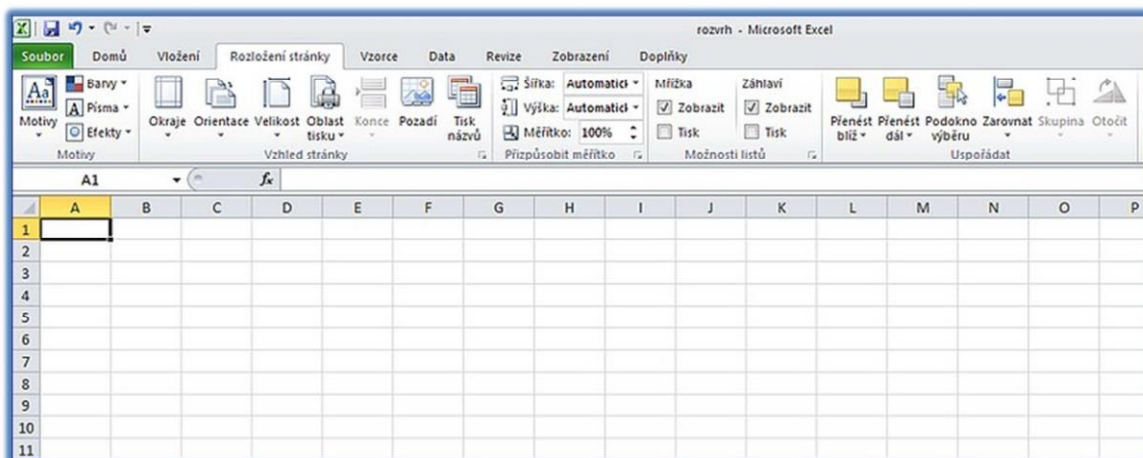 rozvrh - Microsoft Excel
Soubor Domů Vložení Rozložení stránky Vzorce Data Revize Zobrazení Doplňky
Aa Barvy Šířka: Automatick Mřížka Záhlaví
A Písma Výška: Automatick Zobrazit Zobrazit
Motivy Efekty Okraje Orientace Velikost Oblast tisku Konce Pozadí Tisk názvů Měřítko: 100% Tisk Tisk Přenést blíž Přenést dál Podokno výběru Zarovnat Skupina Otočit
Motivy Vzhled stránky Přizpůsobit měřítko Možnosti listů Uspořádat
A1 fx
A B C D E F G H I J K L M N O P
1
2
3
4
5
6
7
8
9
10
11